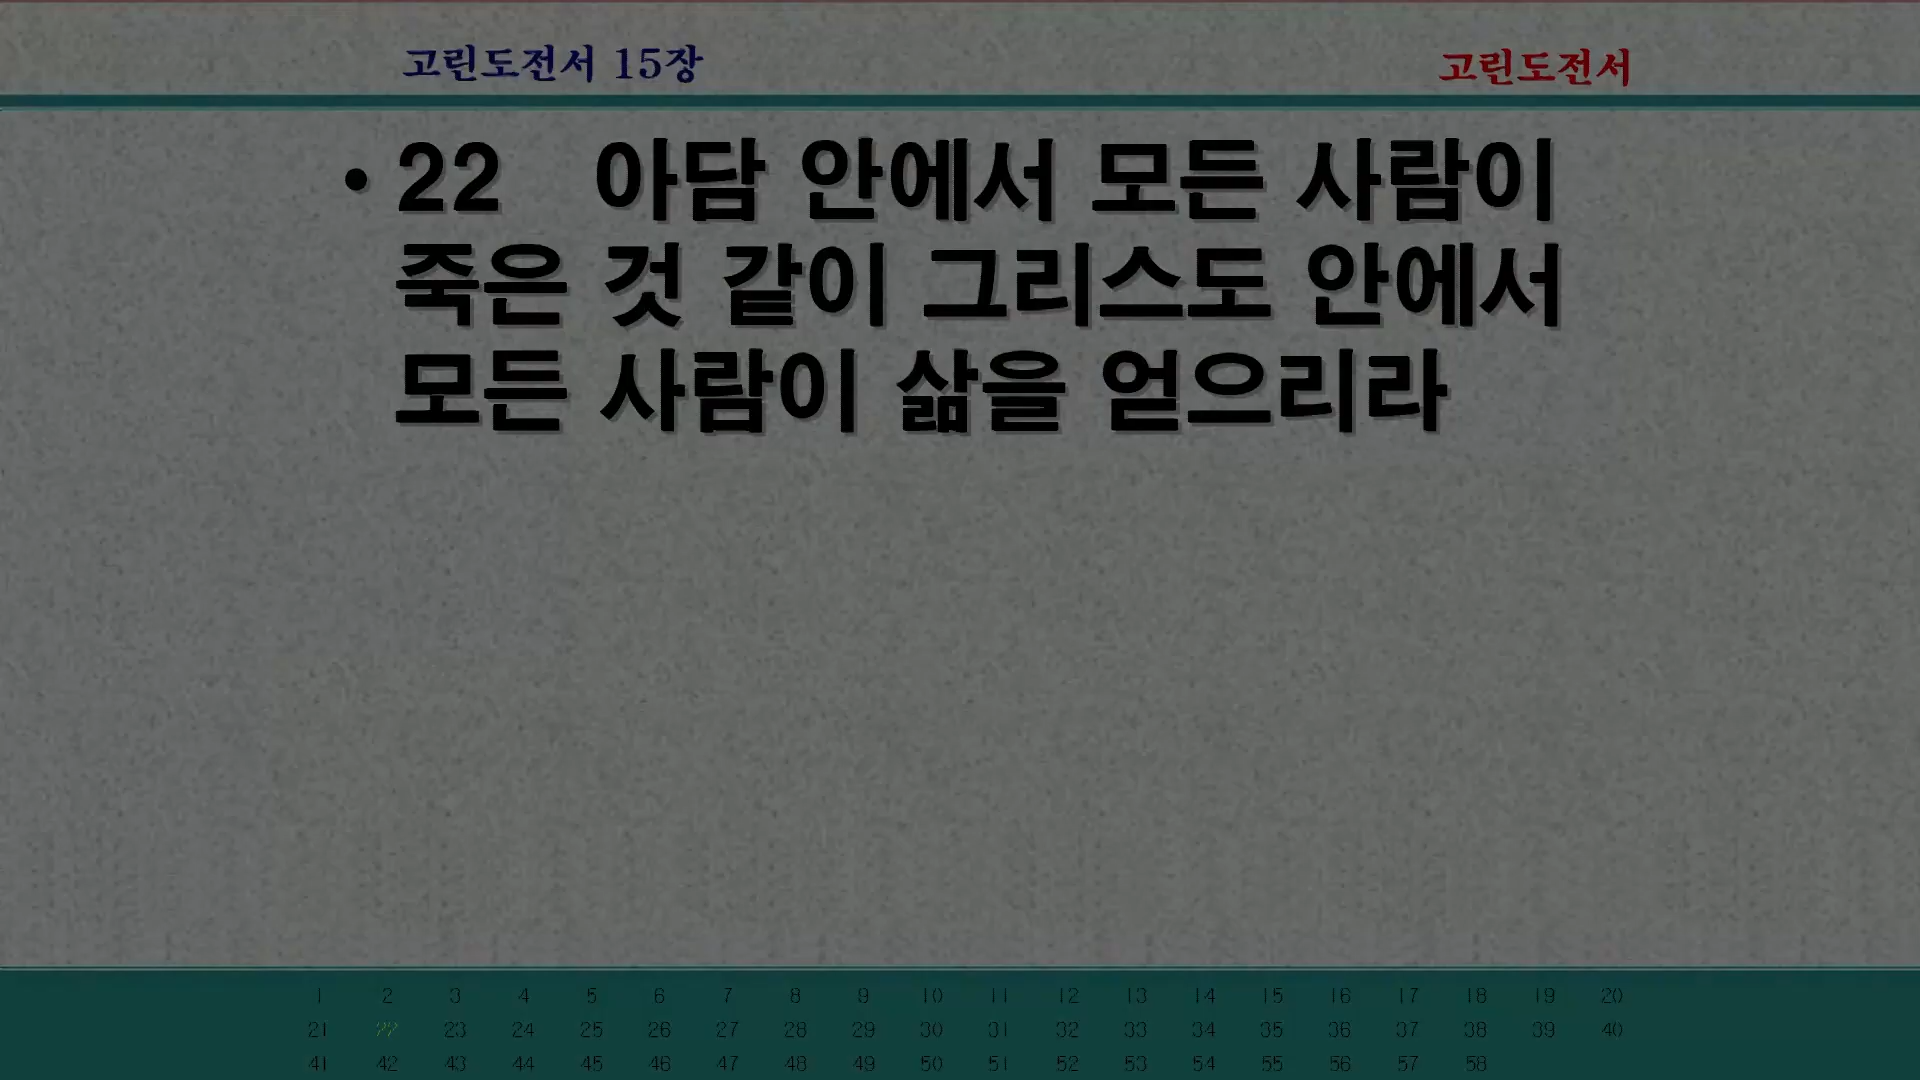 고린도전서 15장 고린도전서
• 22 아담 안에서 모든 사람이
죽은 것 같이 그리스도 안에서
모든 사람이 삶을 얻으리라
1 2 3 4 5 6 7 8 9 10 11 12 13 14 15 16 17 18 19 20
21 22 23 24 25 26 27 28 29 30 31 32 33 34 35 36 37 38 39 40
41 42 43 44 45 46 47 48 49 50 51 52 53 54 55 56 57 58